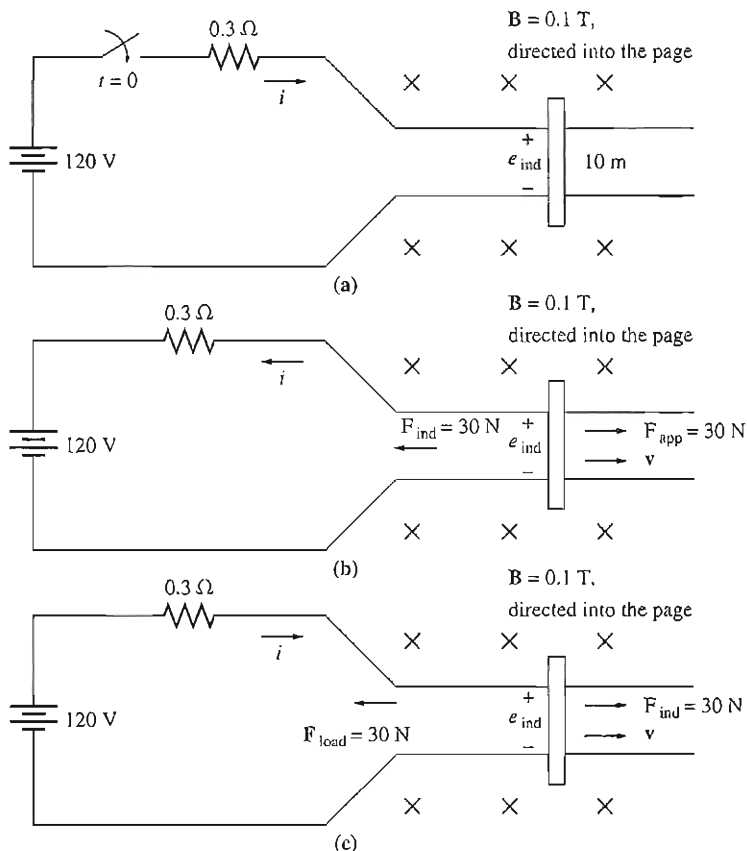 B = 0.1 T,
directed into the page
0.3 Ω
t = 0
i
120 V
+
e ind
–
10 m
(a)
B = 0.1 T,
directed into the page
0.3 Ω
i
120 V
F ind = 30 N
+
e ind
–
F app = 30 N
v
(b)
B = 0.1 T,
directed into the page
0.3 Ω
i
120 V
F load = 30 N
+
e ind
–
F ind = 30 N
v
(c)